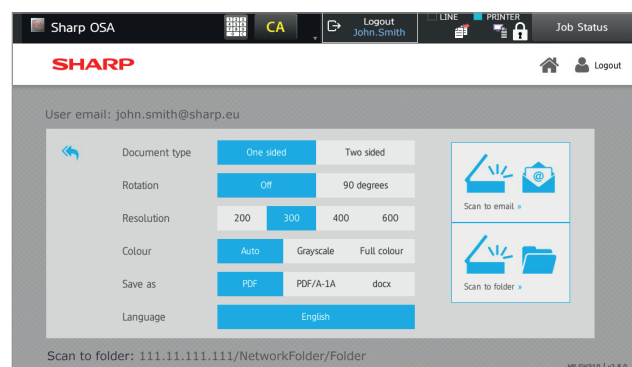 Sharp OSA
CA
Logout
John.Smith
LINE
PRINTER
Job Status
SHARP
Logout
User email: john.smith@sharp.eu
Document type One sided Two sided
Rotation Off 90 degrees
Resolution 200 300 400 600
Colour Auto Grayscale Full colour
Save as PDF PDF/A-1A docx
Language English
Scan to email »
Scan to folder »
Scan to folder: 111.11.111.111/NetworkFolder/Folder